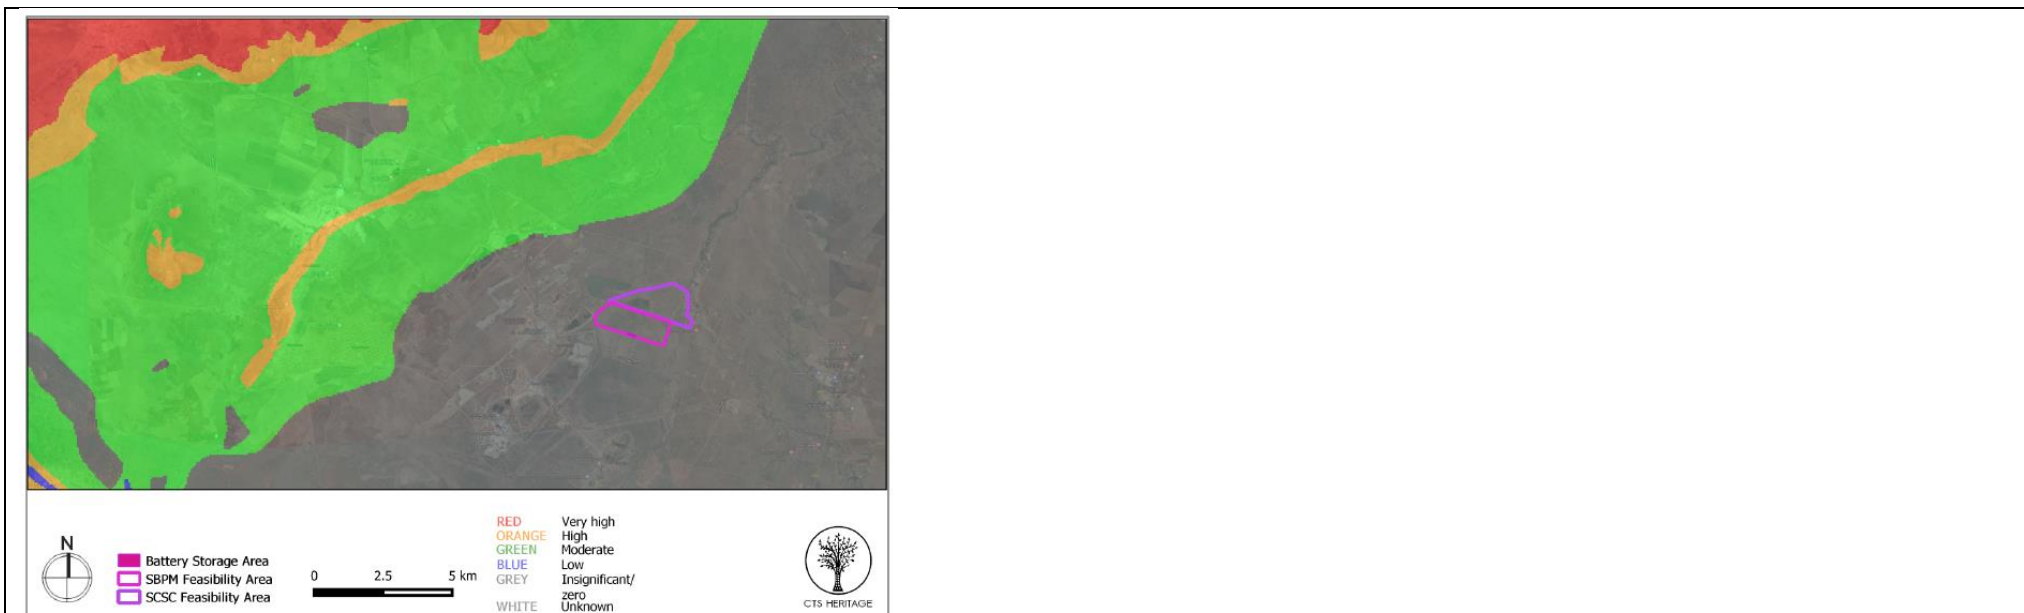 N
Battery Storage Area
SBPM Feasibility Area
SCSC Feasibility Area
0 2.5 5 km
RED Very high
ORANGE High
GREEN Moderate
BLUE Low
GREY Insignificant/
zero
WHITE Unknown
CTS HERITAGE